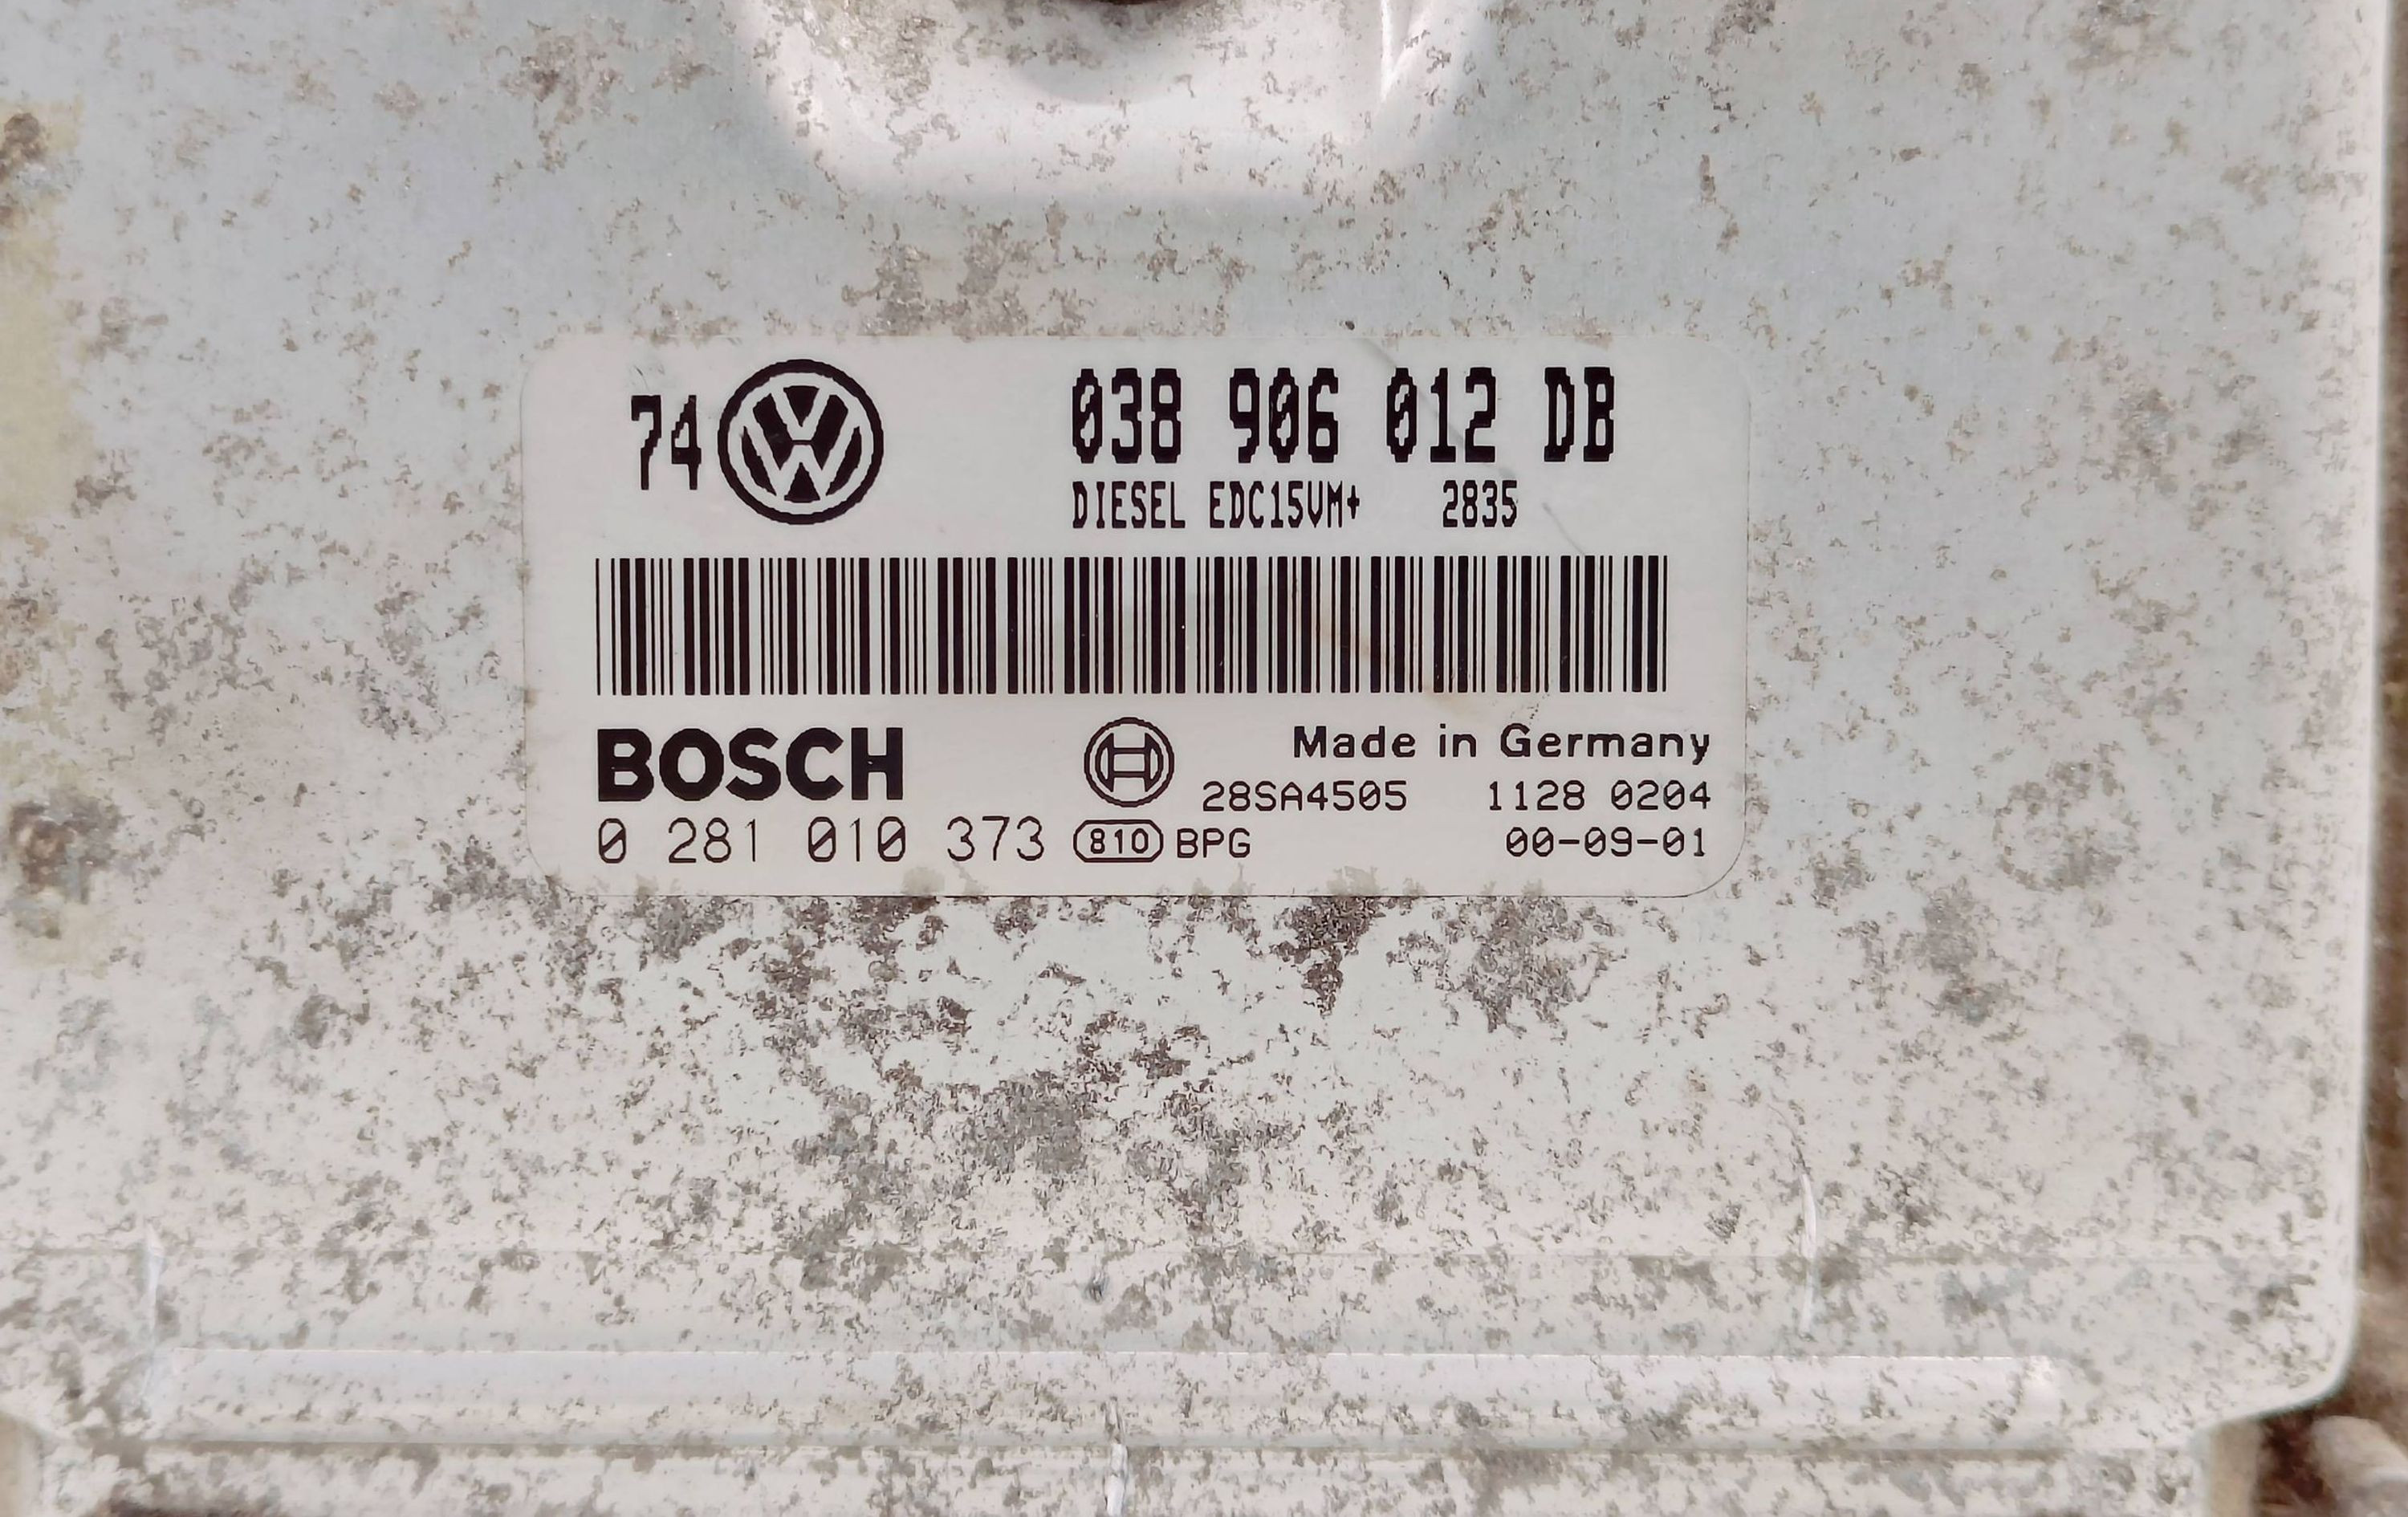 74 038 906 012 DB
DIESEL EDC15VM+ 2835
BOSCH Made in Germany
28SA4505 1128 0204
0 281 010 373 810 BPG 00-09-01